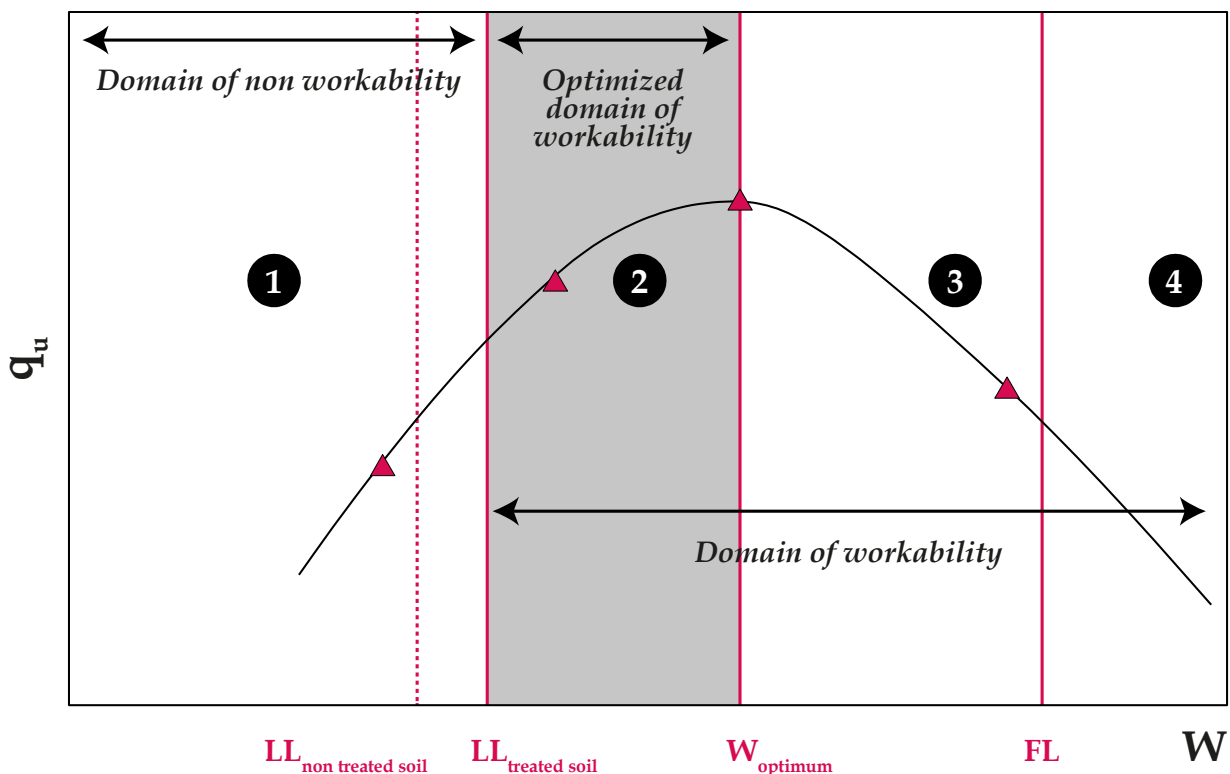 Domain of non workability
Optimized
domain of
workability
1
2
3
4
qu
Domain of workability
LLnon treated soil
LLtreated soil
Woptimum
FL
W